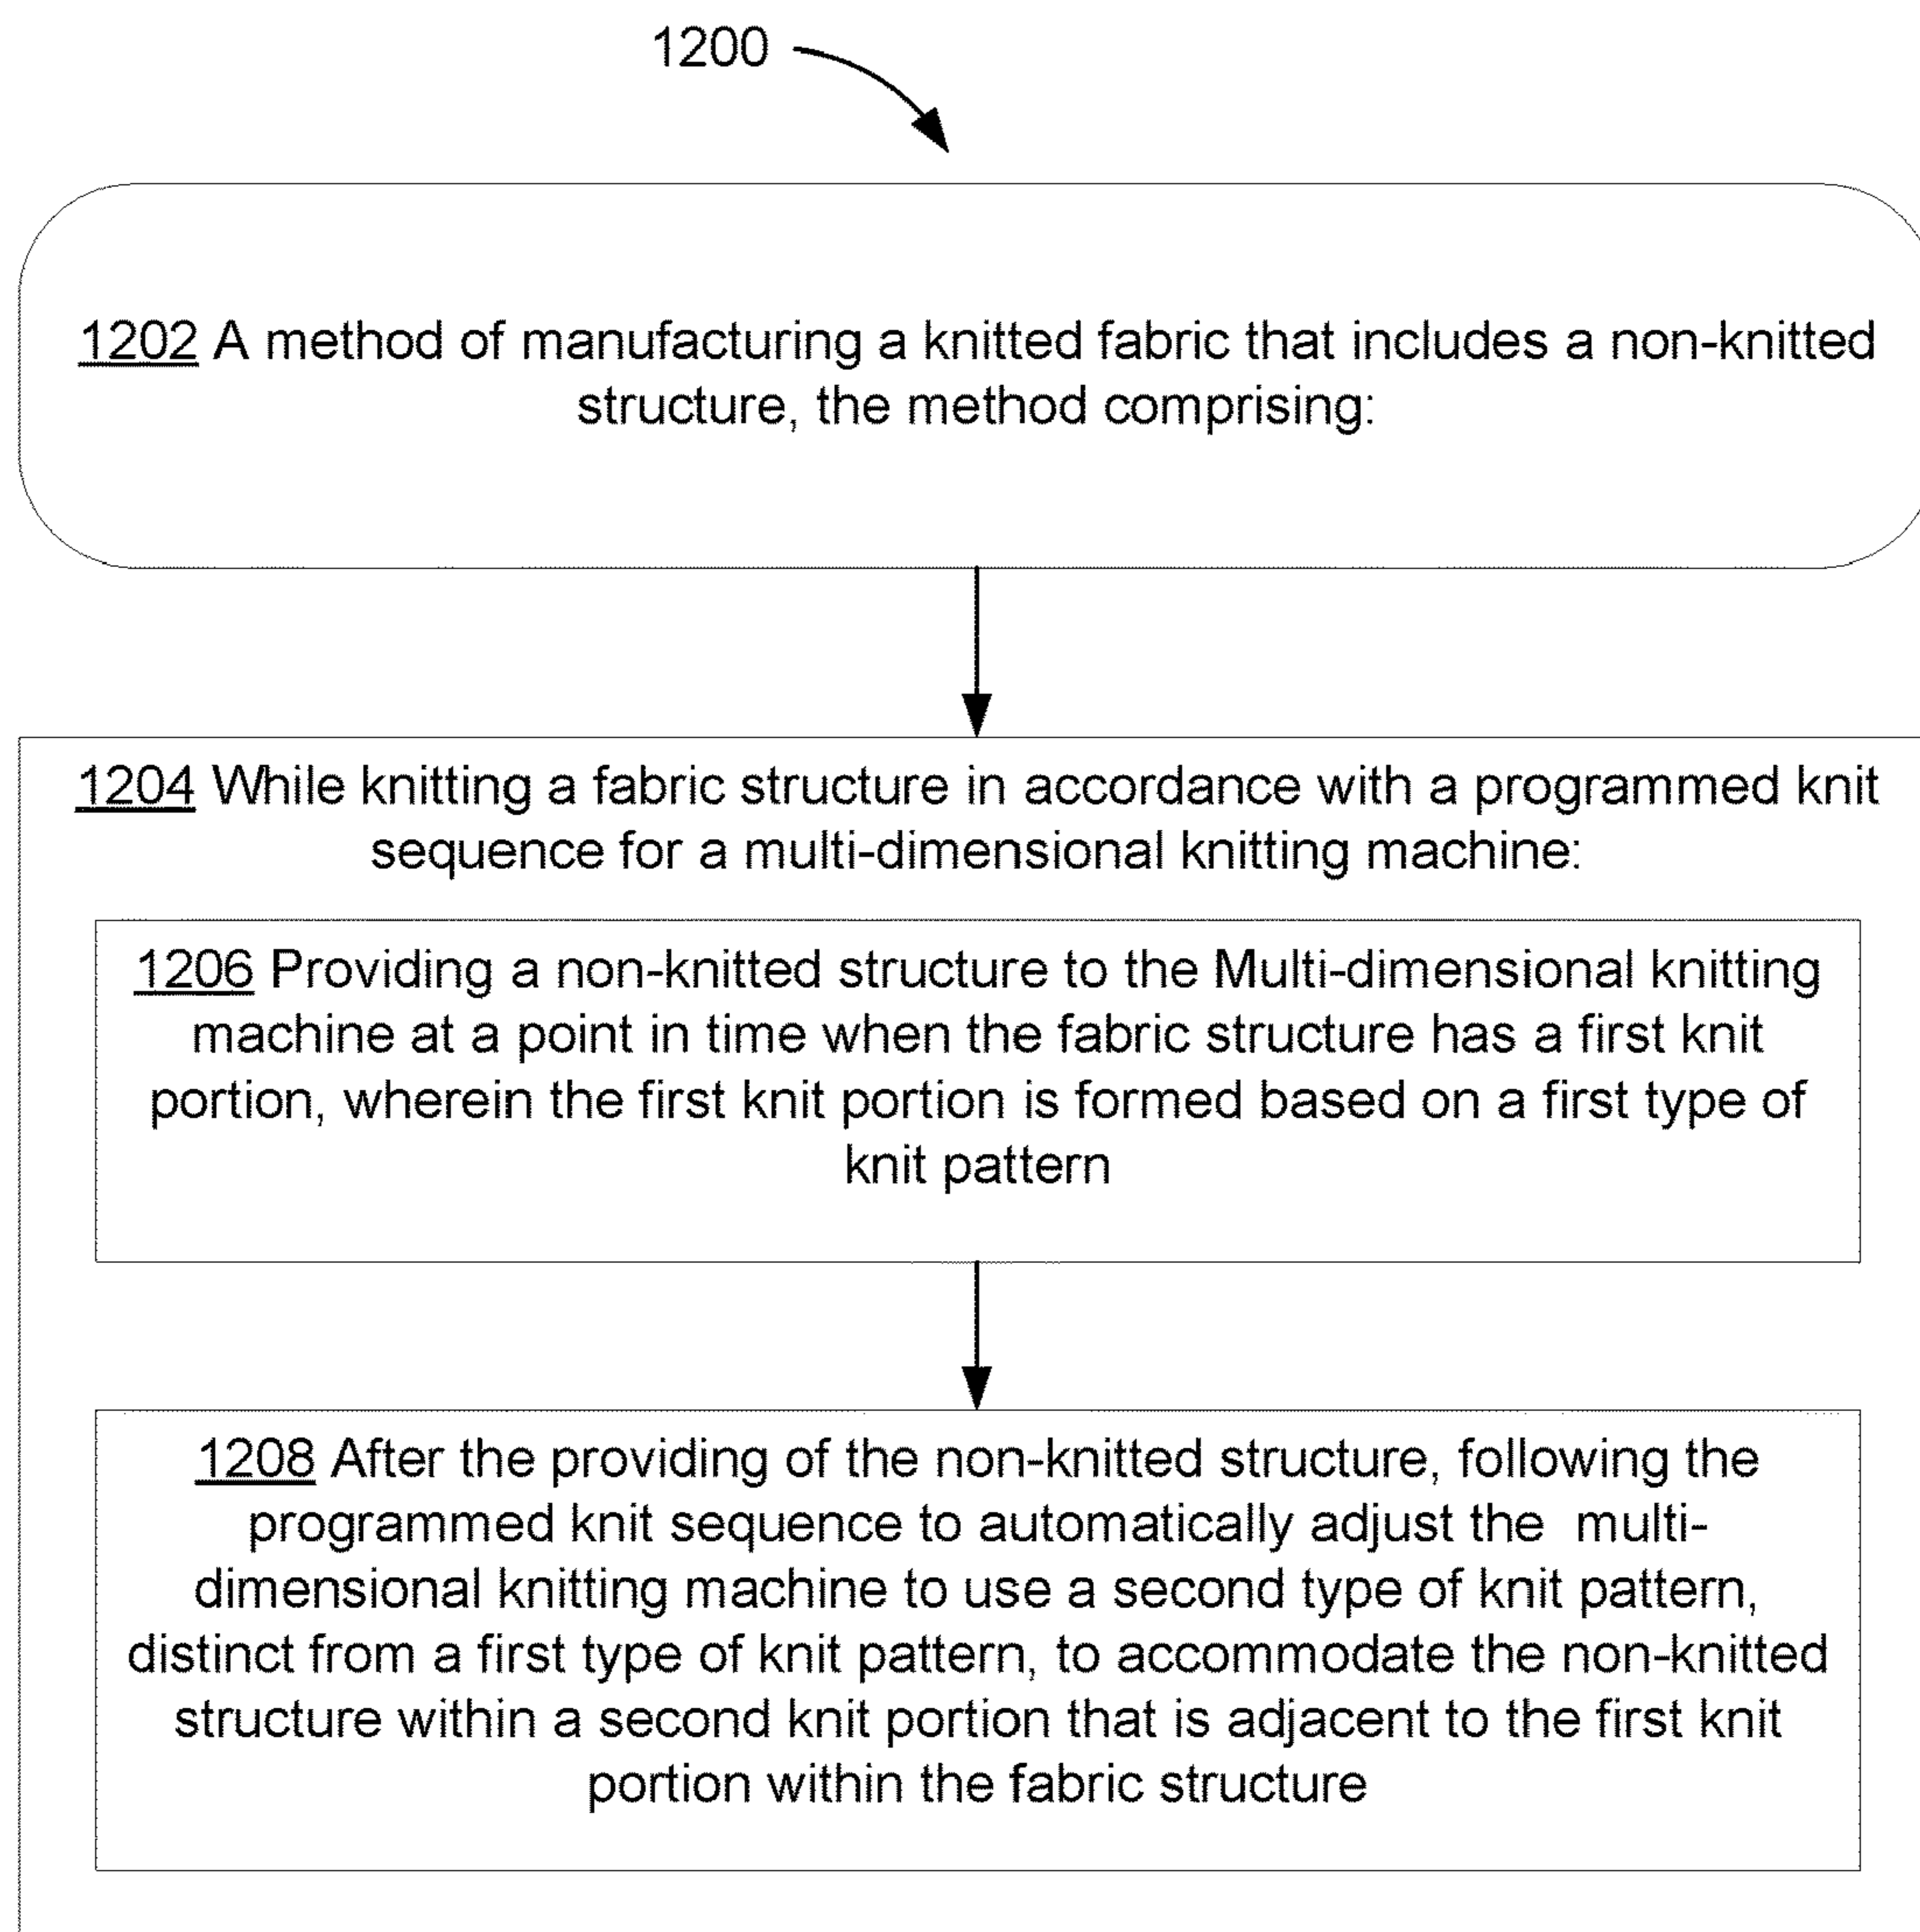 1200
1202 A method of manufacturing a knitted fabric that includes a non-knitted
structure, the method comprising:
1204 While knitting a fabric structure in accordance with a programmed knit
sequence for a multi-dimensional knitting machine:
1206 Providing a non-knitted structure to the Multi-dimensional knitting
machine at a point in time when the fabric structure has a first knit
portion, wherein the first knit portion is formed based on a first type of
knit pattern
1208 After the providing of the non-knitted structure, following the
programmed knit sequence to automatically adjust the  multi-
dimensional knitting machine to use a second type of knit pattern,
distinct from a first type of knit pattern, to accommodate the non-knitted
structure within a second knit portion that is adjacent to the first knit
portion within the fabric structure